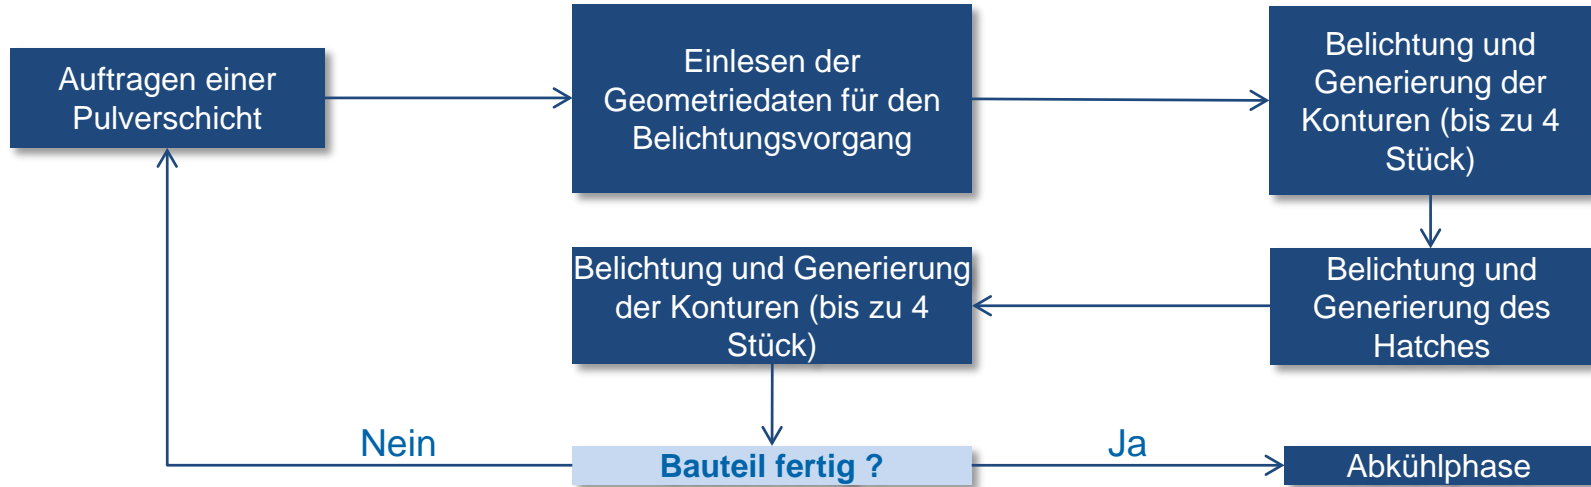 Auftragen einer
Pulverschicht
Einlesen der
Geometriedaten für den
Belichtungsvorgang
Belichtung und
Generierung der
Konturen (bis zu 4
Stück)
Belichtung und Generierung
der Konturen (bis zu 4
Stück)
Belichtung und
Generierung des
Hatches
Nein
Bauteil fertig ?
Ja
Abkühlphase